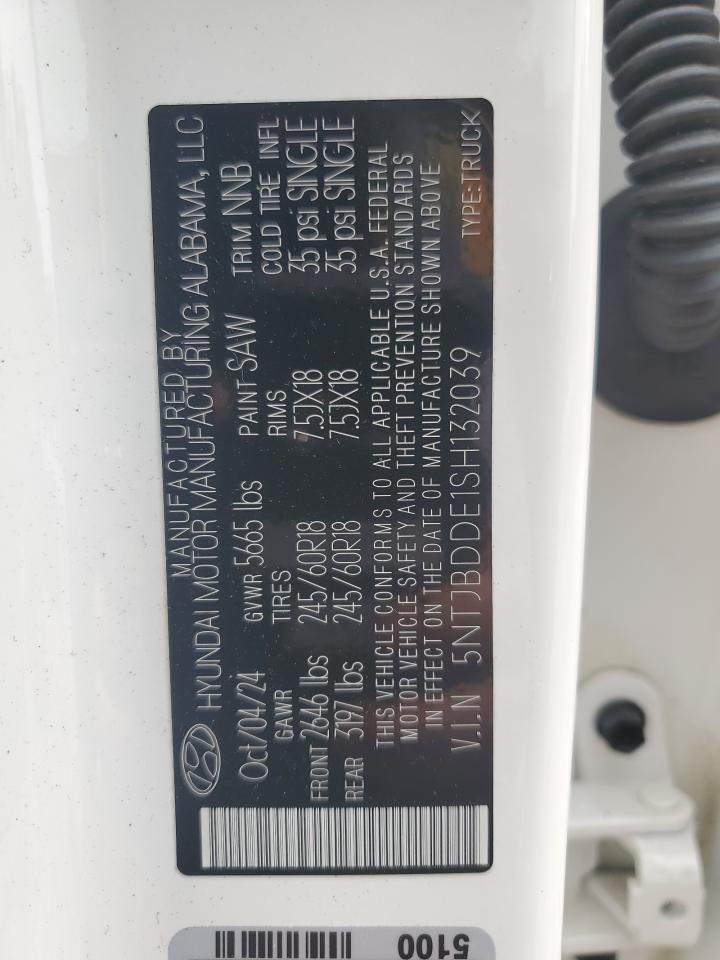 MANUFACTURED BY
HYUNDAI MOTOR MANUFACTURING ALABAMA, LLC
Oct/04/24 GVWR 5665 lbs PAINT SAW TRIM NNB
GAWR TIRES RIMS COLD TIRE INFL
FRONT 2646 lbs 245/60R18 7.5JX18 35 psi SINGLE
REAR 3197 lbs 245/60R18 7.5JX18 35 psi SINGLE
THIS VEHICLE CONFORMS TO ALL APPLICABLE U.S.A. FEDERAL
MOTOR VEHICLE SAFETY AND THEFT PREVENTION STANDARDS
IN EFFECT ON THE DATE OF MANUFACTURE SHOWN ABOVE
V.I.N 5NTJBDDE1SH132039 TYPE:TRUCK
5100